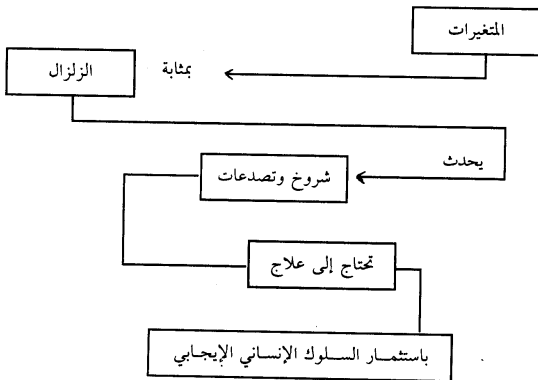 المتغيرات
بمثابة
الزلزال
يحدث
شروخ وتصدعات
تحتاج إلى علاج
باستثمار السلوك الإنساني الإيجابي